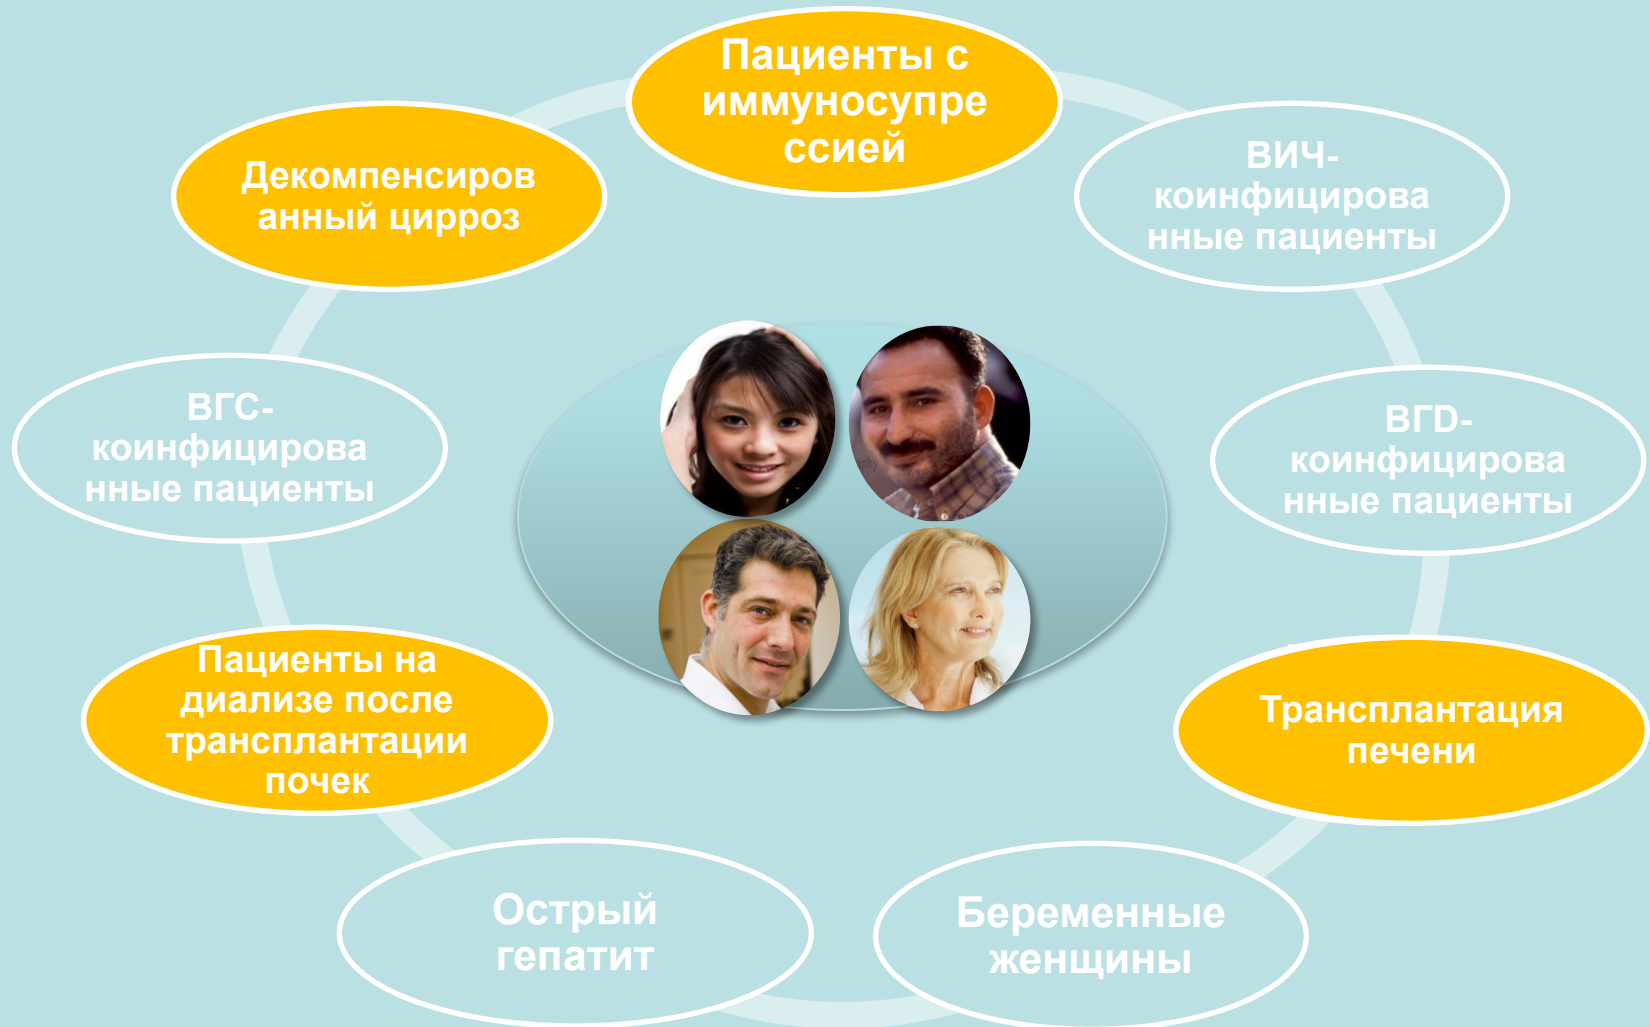 Пациенты с
иммуносупре
ссией
Декомпенсиров
анный цирроз
ВИЧ-
коинфицирова
нные пациенты
ВГС-
коинфицирова
нные пациенты
ВГD-
коинфицирова
нные пациенты
Пациенты на
диализе после
трансплантации
почек
Трансплантация
печени
Острый
гепатит
Беременные
женщины